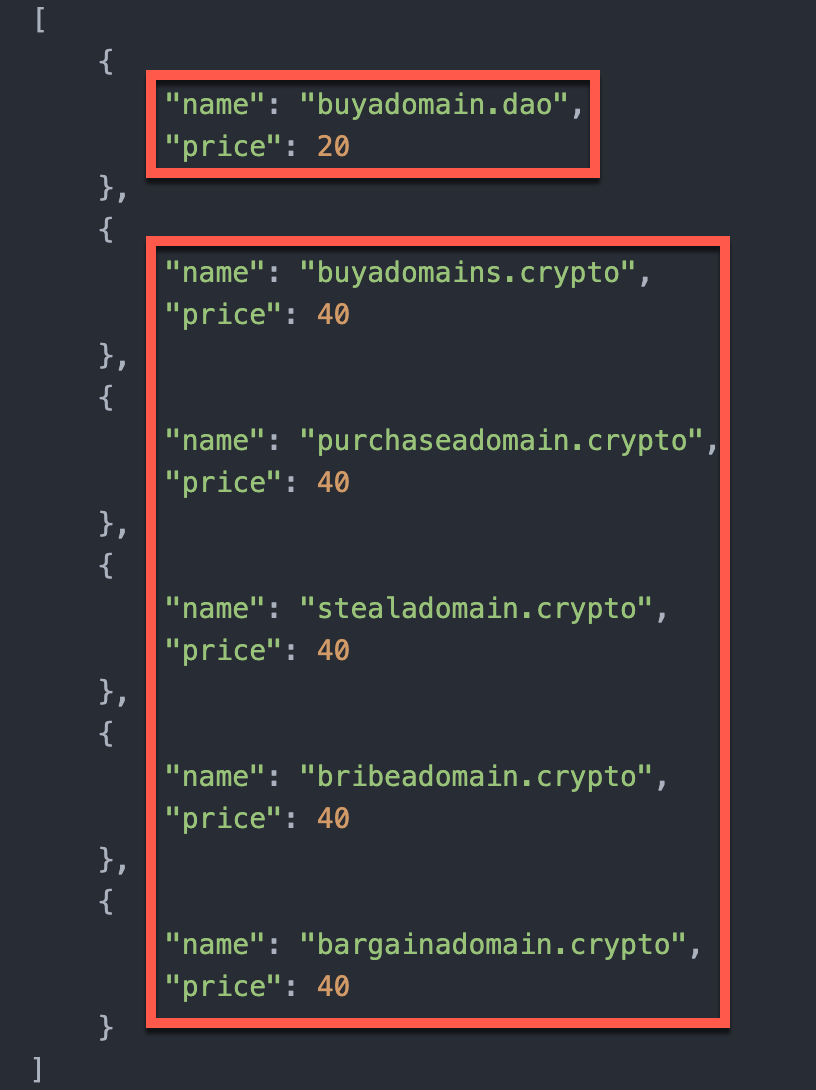 [
{
"name": "buyadomain.dao",
"price": 20
},
{
"name": "buyadomains.crypto",
"price": 40
},
{
"name": "purchaseadomain.crypto",
"price": 40
},
{
"name": "stealadomain.crypto",
"price": 40
},
{
"name": "bribeadomain.crypto",
"price": 40
},
{
"name": "bargainadomain.crypto",
"price": 40
}
]